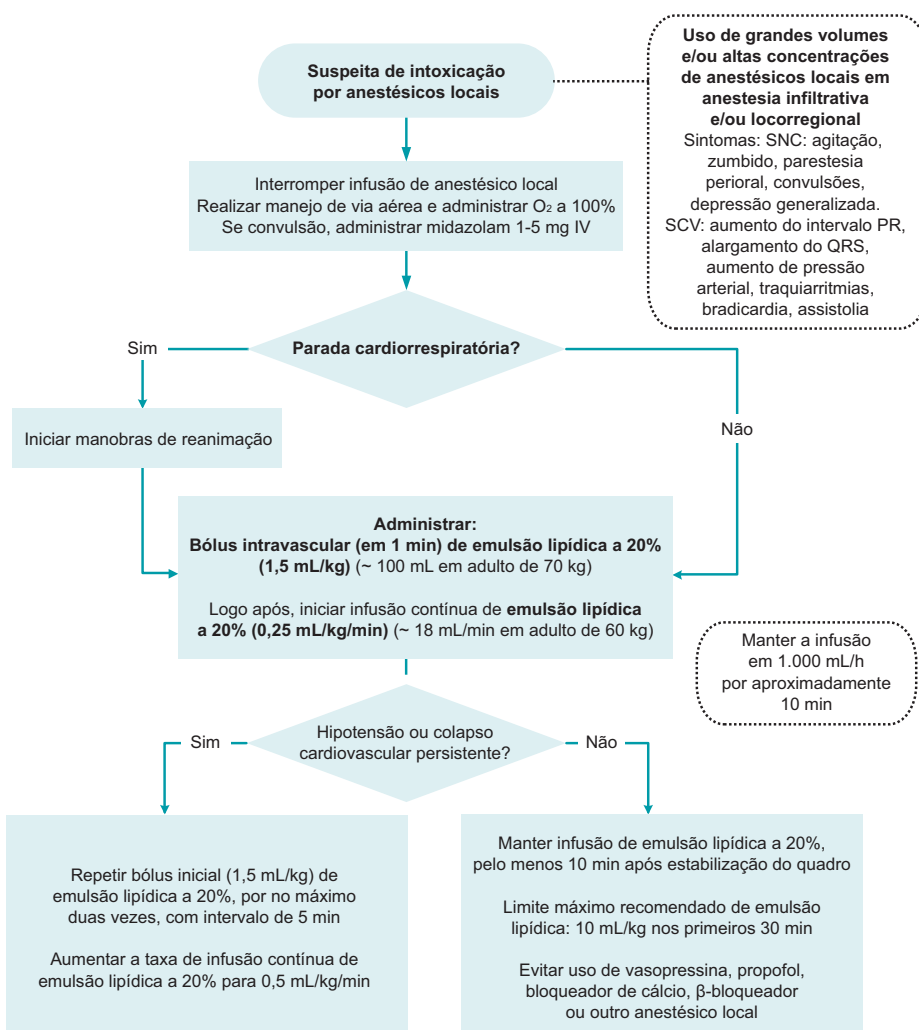 Suspeita de intoxicação
por anestésicos locais
Uso de grandes volumes
e/ou altas concentrações
de anestésicos locais em
anestesia infiltrativa
e/ou locorregional
Sintomas: SNC: agitação,
zumbido, parestesia
perioral, convulsões,
depressão generalizada.
SCV: aumento do intervalo PR,
alargamento do QRS,
aumento de pressão
arterial, traquiarritmias,
bradicardia, assistolia
Interromper infusão de anestésico local
Realizar manejo de via aérea e administrar O₂ a 100%
Se convulsão, administrar midazolam 1-5 mg IV
Parada cardiorrespiratória?
Sim
Não
Iniciar manobras de reanimação
Administrar:
Bólus intravascular (em 1 min) de emulsão lipídica a 20%
(1,5 mL/kg) (~ 100 mL em adulto de 70 kg)
Logo após, iniciar infusão contínua de emulsão lipídica
a 20% (0,25 mL/kg/min) (~ 18 mL/min em adulto de 60 kg)
Manter a infusão
em 1.000 mL/h
por aproximadamente
10 min
Hipotensão ou colapso
cardiovascular persistente?
Sim
Não
Repetir bólus inicial (1,5 mL/kg) de
emulsão lipídica a 20%, por no máximo
duas vezes, com intervalo de 5 min
Aumentar a taxa de infusão contínua de
emulsão lipídica a 20% para 0,5 mL/kg/min
Manter infusão de emulsão lipídica a 20%,
pelo menos 10 min após estabilização do quadro
Limite máximo recomendado de emulsão
lipídica: 10 mL/kg nos primeiros 30 min
Evitar uso de vasopressina, propofol,
bloqueador de cálcio, β-bloqueador
ou outro anestésico local